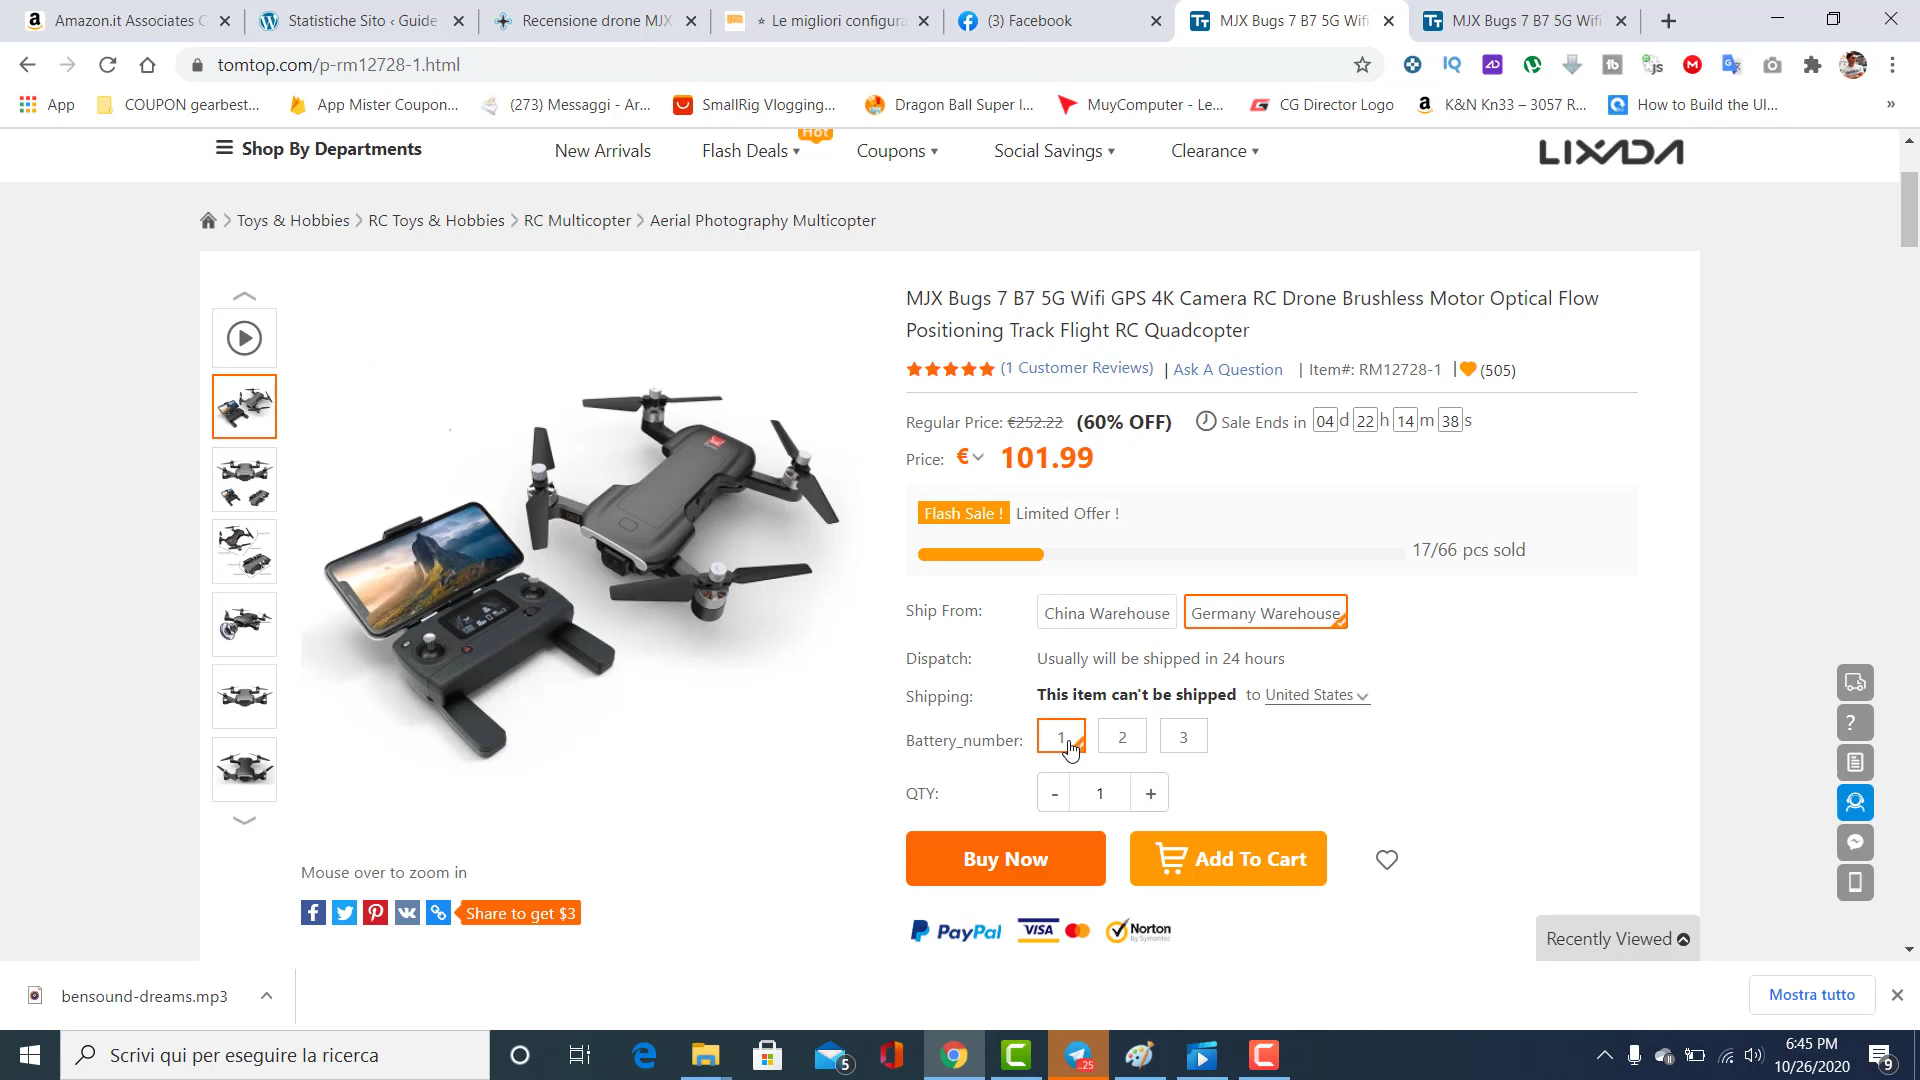 Amazon.it Associates C
Statistiche Sito ‹ Guide
Recensione drone MJX
⭐ Le migliori configura
(3) Facebook
MJX Bugs 7 B7 5G Wifi
MJX Bugs 7 B7 5G Wifi
tomtop.com/p-rm12728-1.html
App
COUPON gearbest...
App Mister Coupon...
(273) Messaggi - Ar...
SmallRig Vlogging...
Dragon Ball Super I...
MuyComputer - Le...
CG Director Logo
K&N Kn33 – 3057 R...
How to Build the Ul...
»
Shop By Departments
New Arrivals
Flash Deals
Hot
Coupons
Social Savings
Clearance
LIXADA
Toys & Hobbies > RC Toys & Hobbies > RC Multicopter > Aerial Photography Multicopter
MJX Bugs 7 B7 5G Wifi GPS 4K Camera RC Drone Brushless Motor Optical Flow
Positioning Track Flight RC Quadcopter
(1 Customer Reviews) | Ask A Question | Item#: RM12728-1 | (505)
Regular Price: €252.22 (60% OFF) Sale Ends in 04 d 22 h 14 m 38 s
Price: € 101.99
Flash Sale ! Limited Offer !
17/66 pcs sold
Ship From: China Warehouse Germany Warehouse
Dispatch: Usually will be shipped in 24 hours
Shipping: This item can't be shipped to United States
Battery_number: 1 2 3
QTY: - 1 +
Buy Now
Add To Cart
Mouse over to zoom in
Share to get $3
PayPal VISA Norton
by Symantec
Recently Viewed
bensound-dreams.mp3
Mostra tutto
Scrivi qui per eseguire la ricerca
5
25
6:45 PM
10/26/2020
9